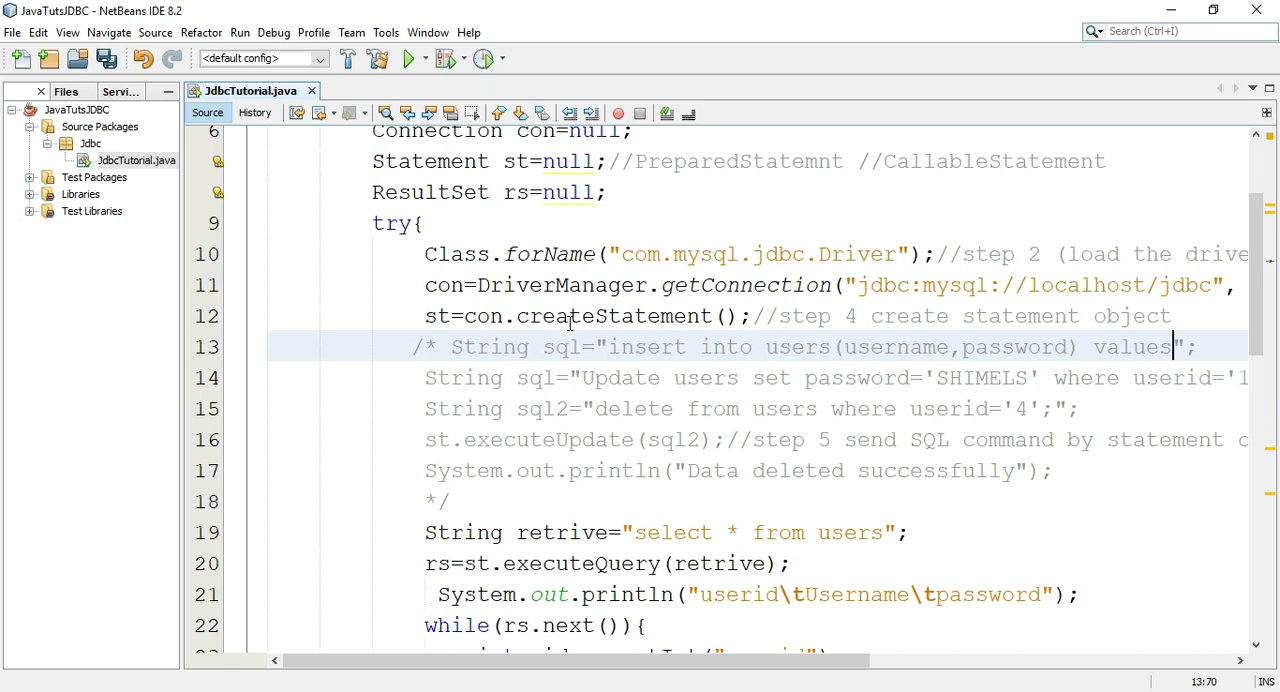 JavaTutsJDBC - NetBeans IDE 8.2
File Edit View Navigate Source Refactor Run Debug Profile Team Tools Window Help
Search (Ctrl+I)
<default config>
Files Servi...
JdbcTutorial.java
JavaTutsJDBC
Source Packages
Jdbc
JdbcTutorial.java
Test Packages
Libraries
Test Libraries
Source History
6 Connection con=null;
Statement st=null;//PreparedStatemnt //CallableStatement
ResultSet rs=null;
9 try{
10 Class.forName("com.mysql.jdbc.Driver");//step 2 (load the drive
11 con=DriverManager.getConnection("jdbc:mysql://localhost/jdbc",
12 st=con.createStatement();//step 4 create statement object
13 /* String sql="insert into users(username,password) values";
14 String sql="Update users set password='SHIMELS' where userid='1
15 String sql2="delete from users where userid='4';";
16 st.executeUpdate(sql2);//step 5 send SQL command by statement
17 System.out.println("Data deleted successfully");
18 */
19 String retrive="select * from users";
20 rs=st.executeQuery(retrive);
21 System.out.println("userid\tUsername\tpassword");
22 while(rs.next()){
13:70 INS